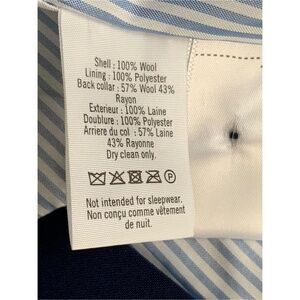 Shell : 100% Wool
Lining : 100% Polyester
Back collar : 57% Wool 43%
Rayon
Exterieur : 100% Laine
Doublure : 100% Polyester
Arriere du col : 57% Laine
43% Rayonne
Dry clean only.
P
Not intended for sleepwear.
Non conçu comme vêtement
de nuit.